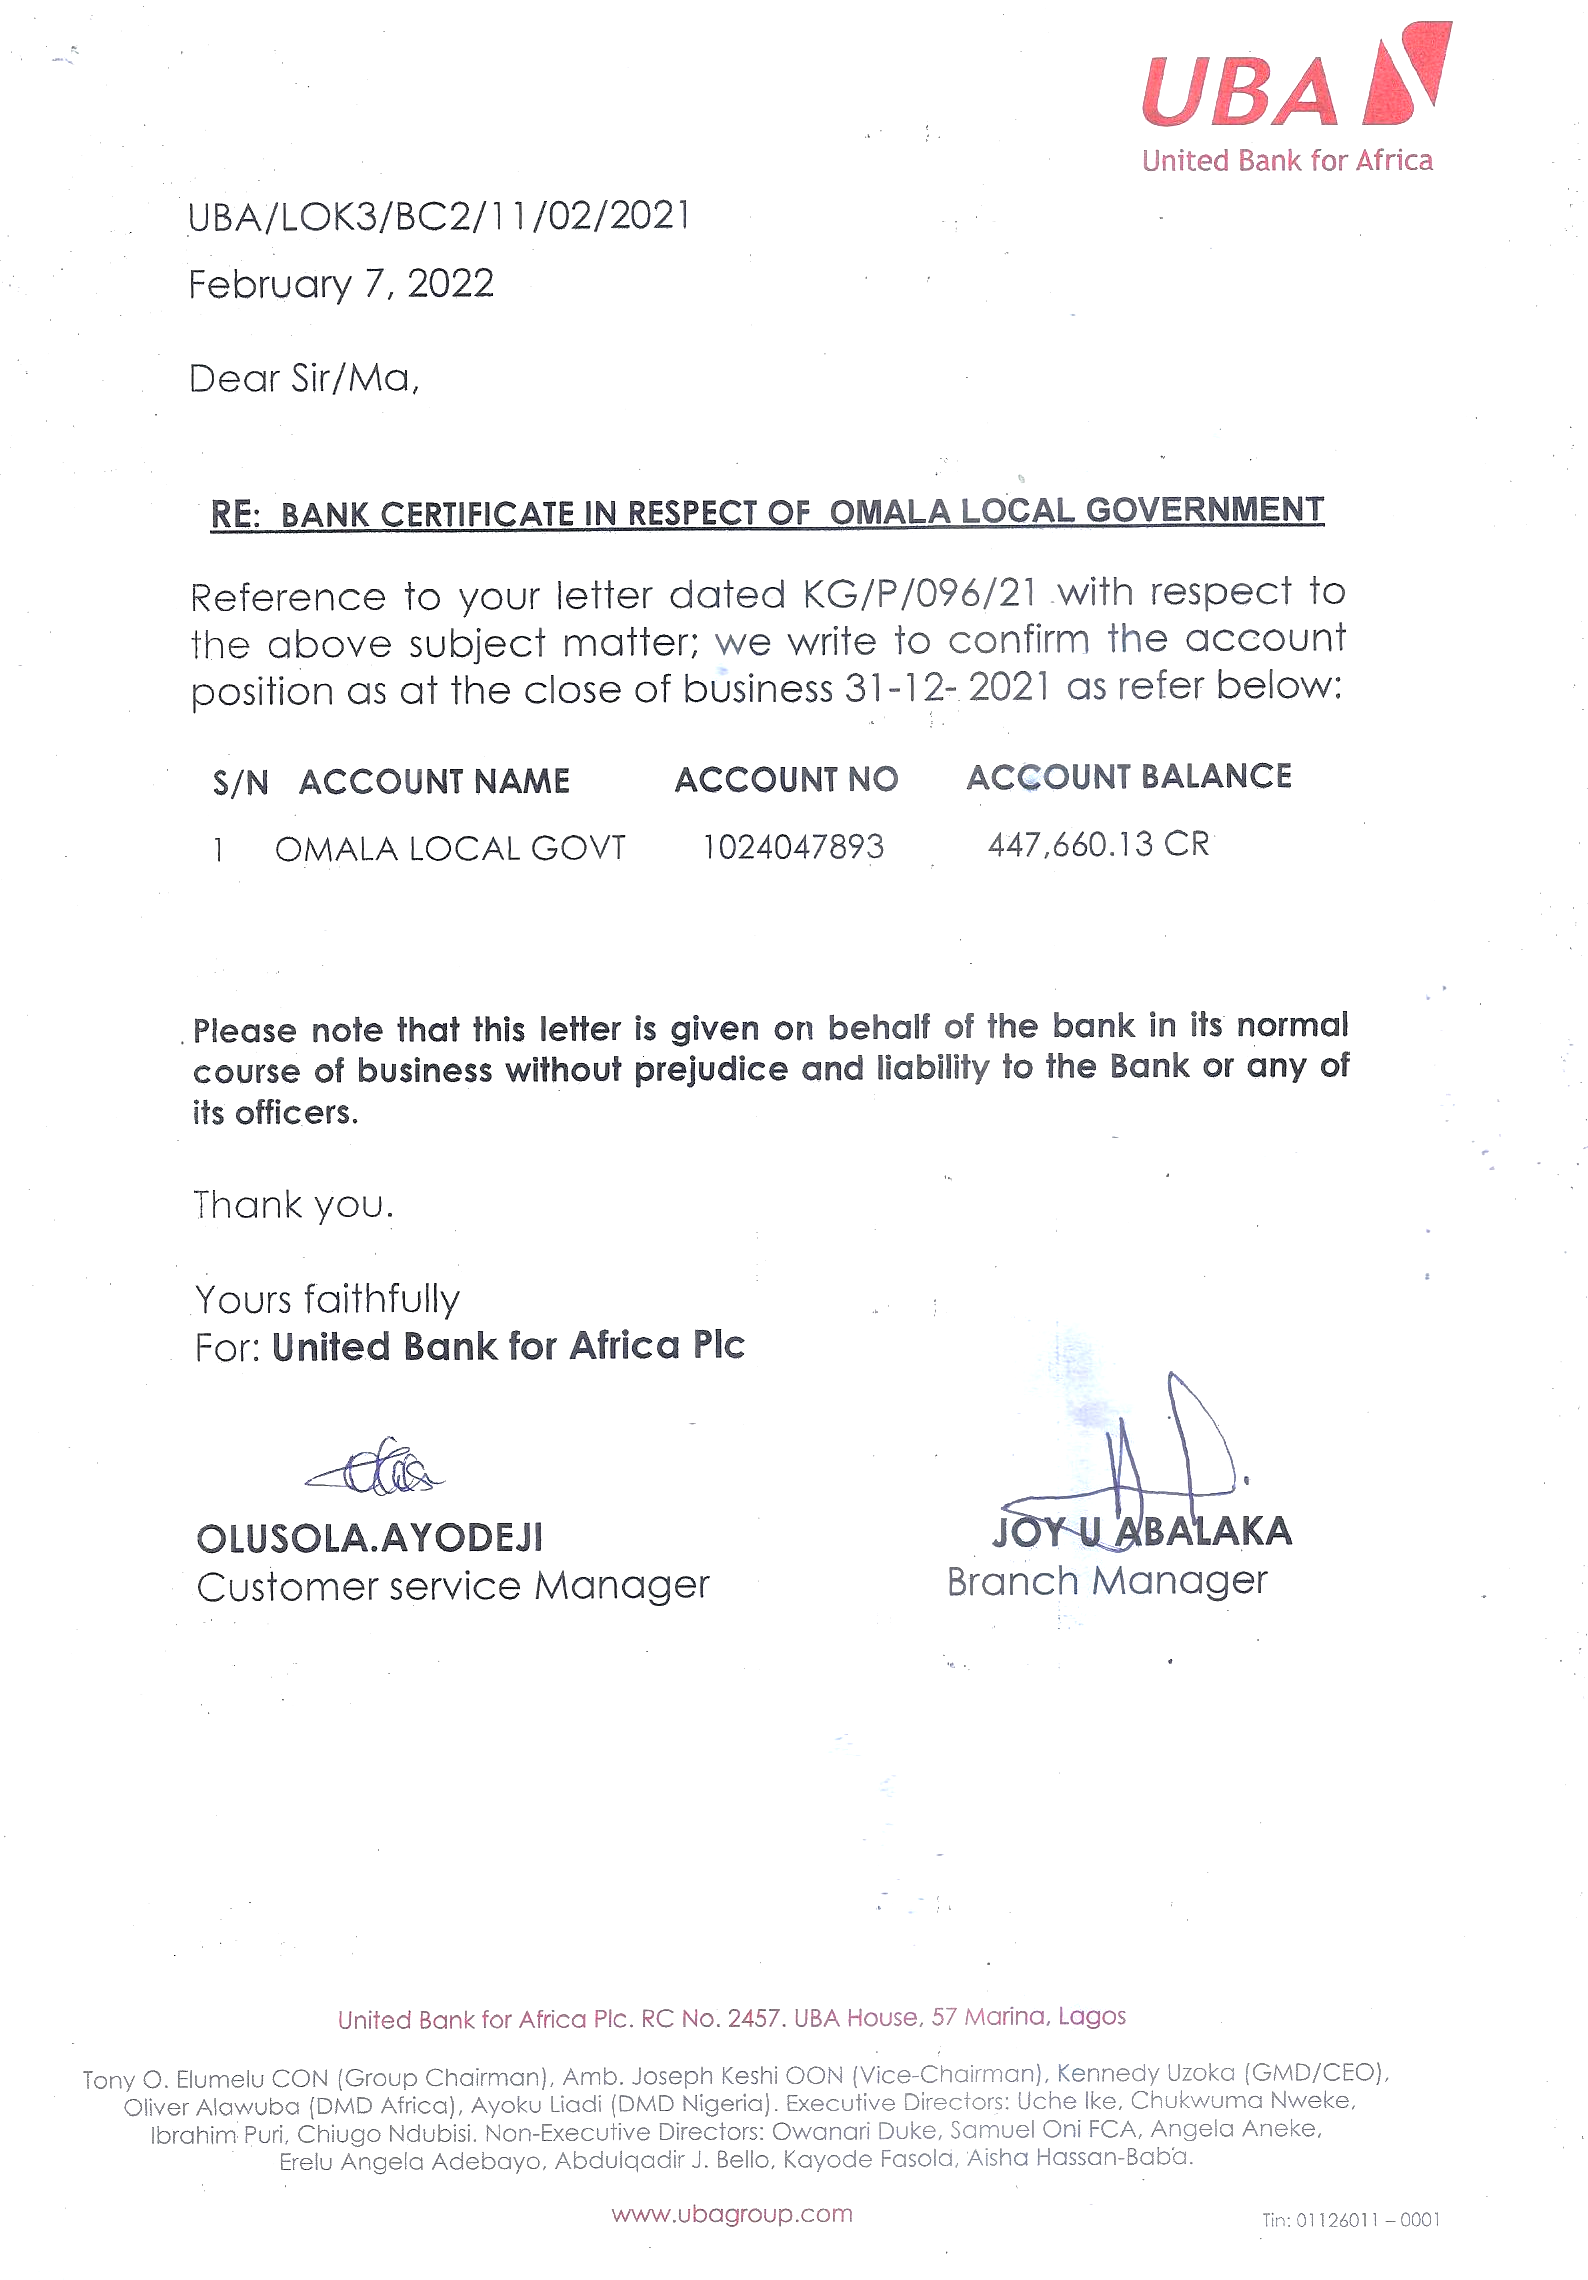 UBA
United Bank for Africa
UBA/LOK3/BC2/11/02/2021
February 7, 2022
Dear Sir/Ma,
RE: BANK CERTIFICATE IN RESPECT OF OMALA LOCAL GOVERNMENT
Reference to your letter dated KG/P/096/21 with respect to
the above subject matter; we write to confirm the account
position as at the close of business 31-12- 2021 as refer below:
S/N ACCOUNT NAME ACCOUNT NO ACCOUNT BALANCE
1 OMALA LOCAL GOVT 1024047893 447,660.13 CR
Please note that this letter is given on behalf of the bank in its normal
course of business without prejudice and liability to the Bank or any of
its officers.
Thank you.
Yours faithfully
For: United Bank for Africa Plc
OLUSOLA.AYODEJI JOY U ABALAKA
Customer service Manager Branch Manager
United Bank for Africa Plc. RC No. 2457. UBA House, 57 Marina, Lagos
Tony O. Elumelu CON (Group Chairman), Amb. Joseph Keshi OON (Vice-Chairman), Kennedy Uzoka (GMD/CEO),
Oliver Alawuba (DMD Africa), Ayoku Liadi (DMD Nigeria). Executive Directors: Uche Ike, Chukwuma Nweke,
Ibrahim Puri, Chiugo Ndubisi. Non-Executive Directors: Owanari Duke, Samuel Oni FCA, Angela Aneke,
Erelu Angela Adebayo, Abdulqadir J. Bello, Kayode Fasola, Aisha Hassan-Baba.
www.ubagroup.com
Tin: 01126011 – 0001